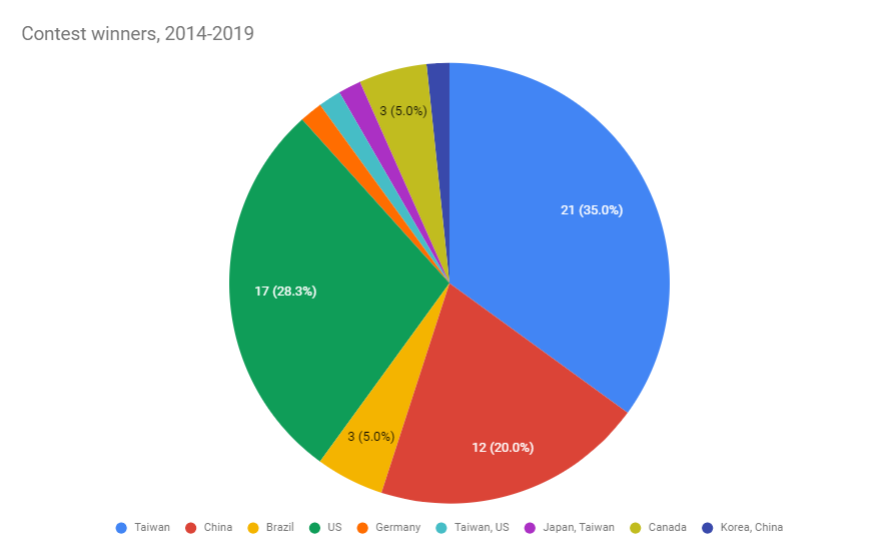 Contest winners, 2014-2019
3 (5.0%)
21 (35.0%)
17 (28.3%)
3 (5.0%)
12 (20.0%)
Taiwan China Brazil US Germany Taiwan, US Japan, Taiwan Canada Korea, China